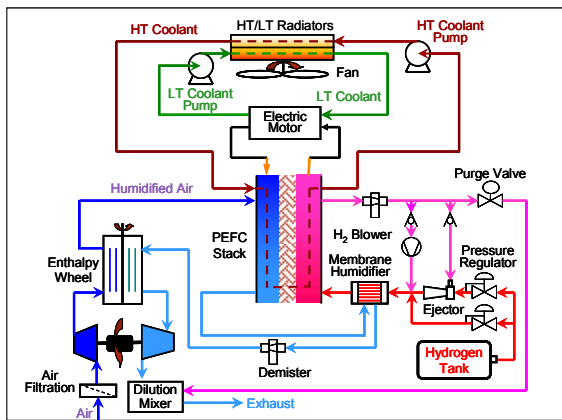 HT/LT Radiators
HT Coolant
HT Coolant
Pump
Fan
LT Coolant
Pump
LT Coolant
Electric
Motor
Purge Valve
Humidified Air
PEFC
Stack
H2 Blower
Membrane
Humidifier
Pressure
Regulator
Enthalpy
Wheel
Ejector
Hydrogen
Tank
Demister
Air
Filtration
Dilution
Mixer
Exhaust
Air